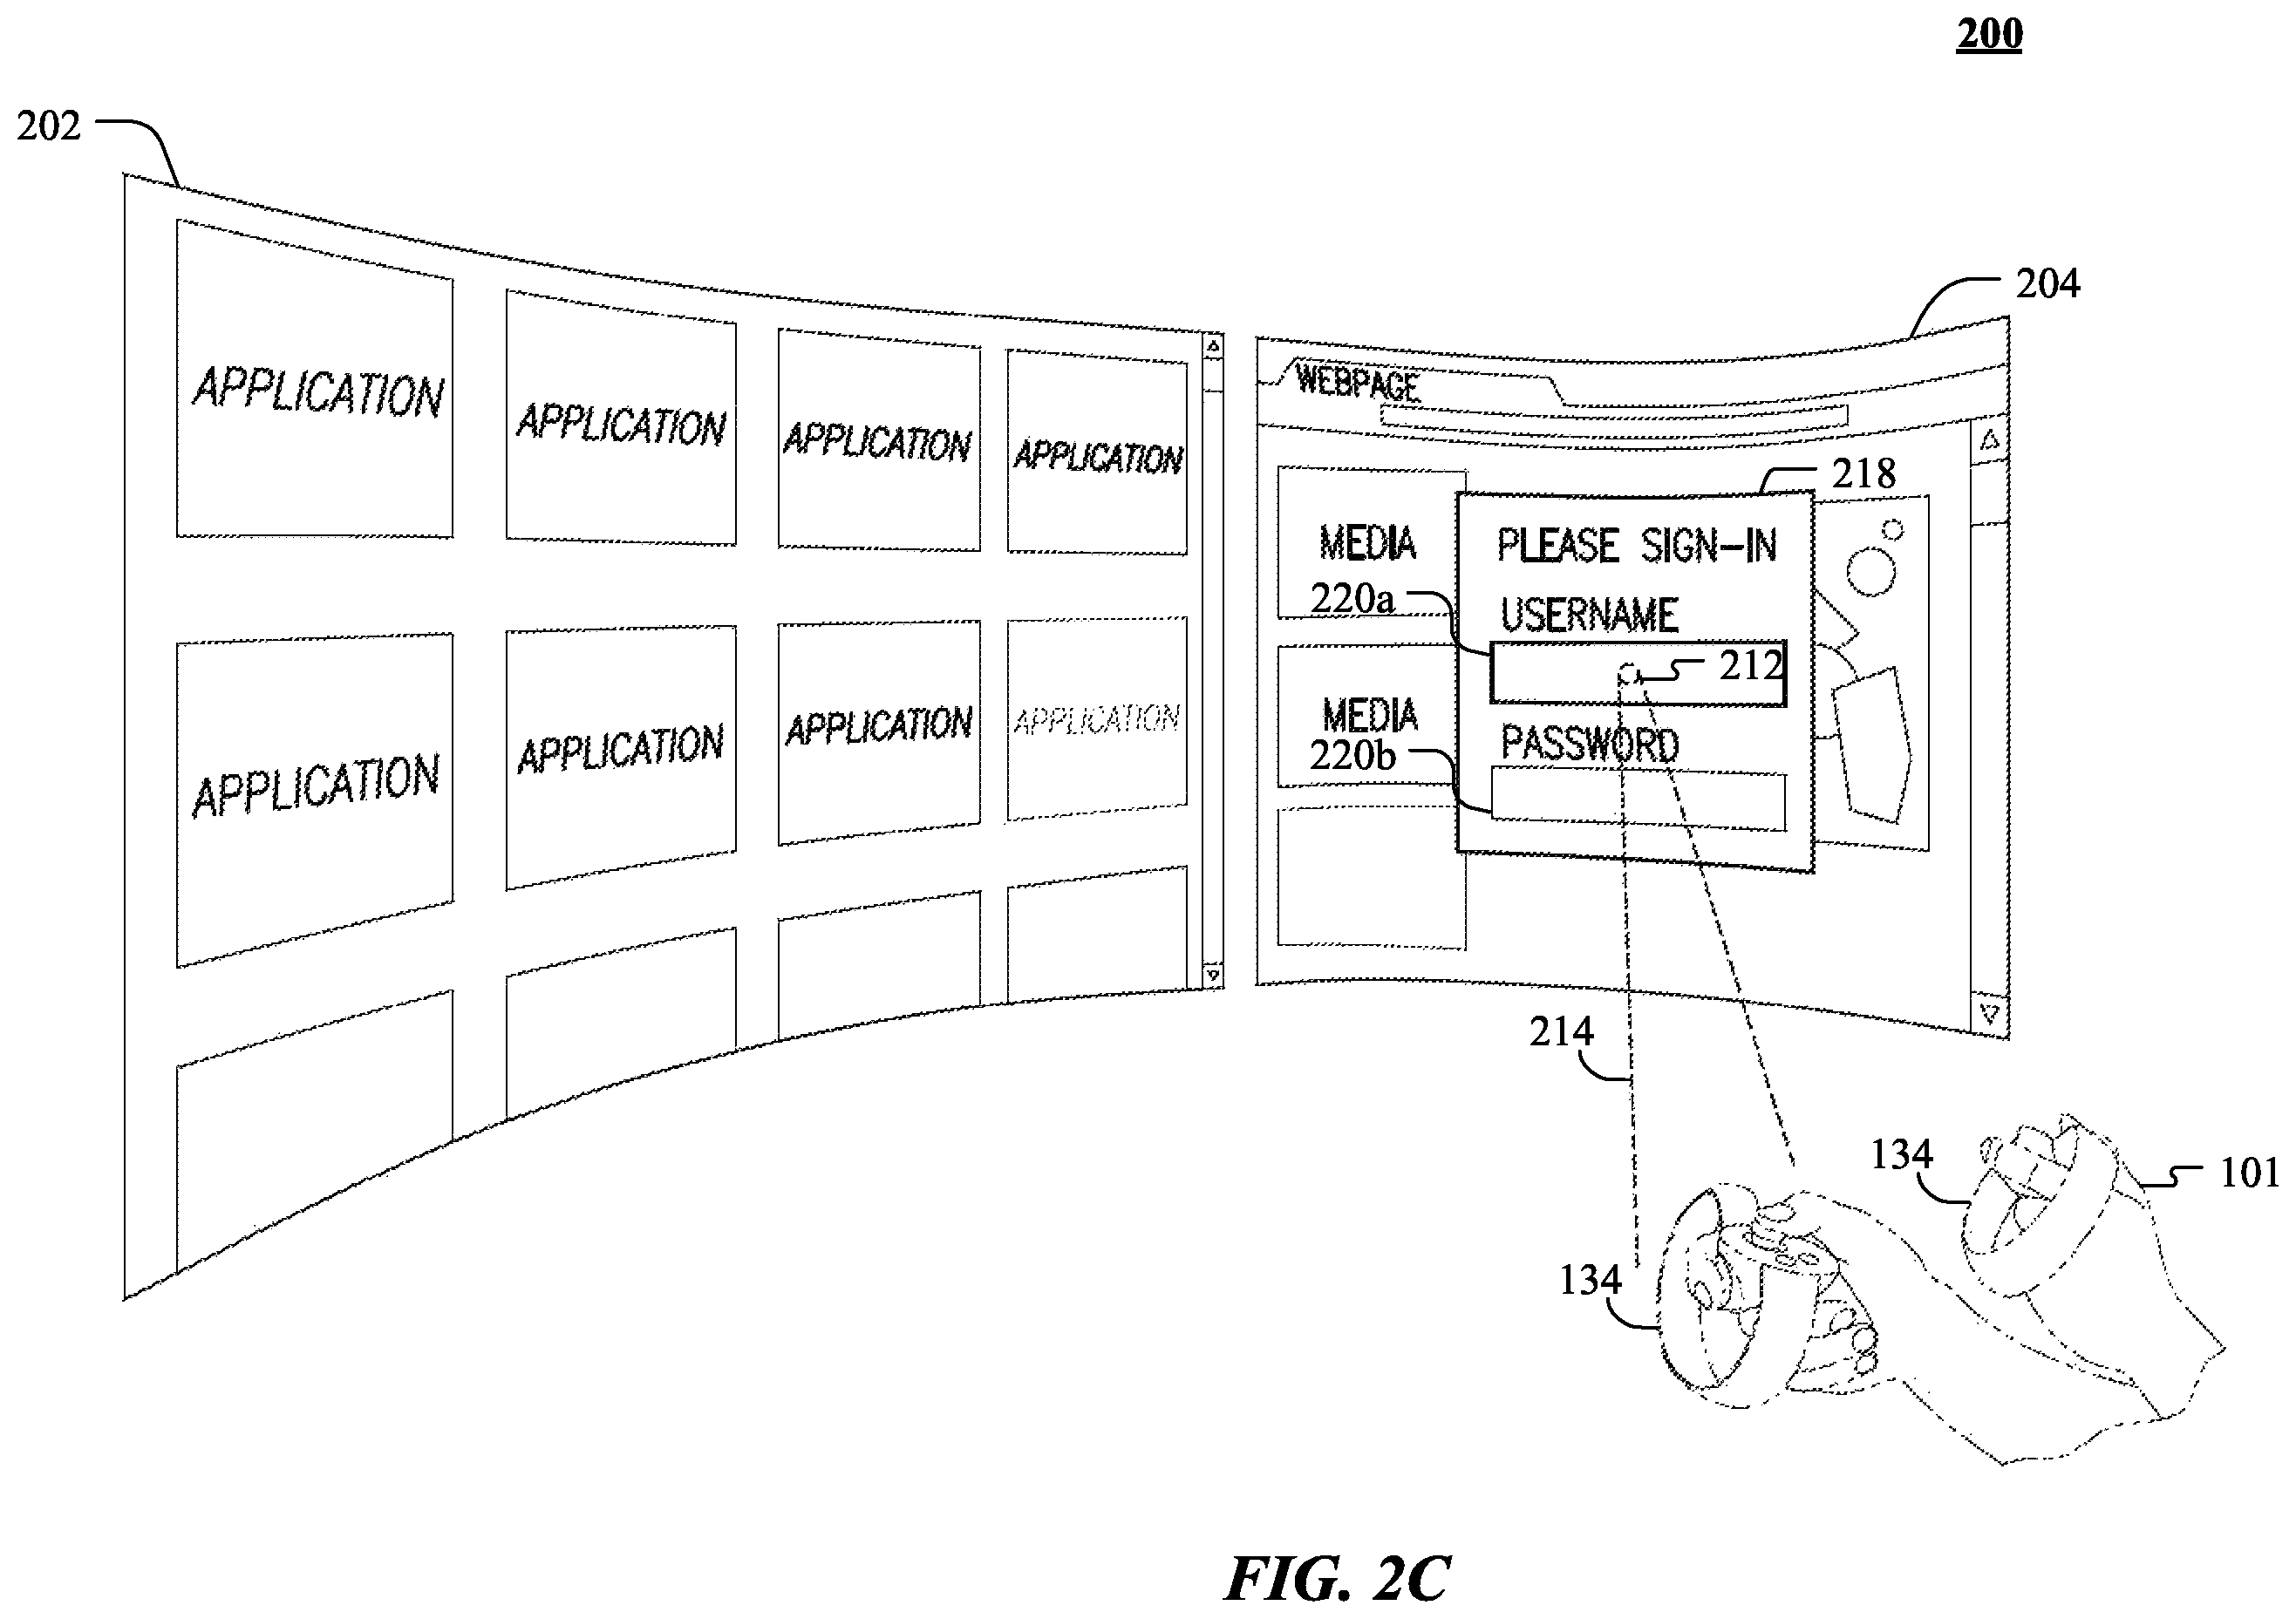 200
202
204
APPLICATION
APPLICATION
APPLICATION
APPLICATION
APPLICATION
APPLICATION
APPLICATION
APPLICATION
WEBPAGE
218
MEDIA
PLEASE SIGN-IN
220a
USERNAME
212
MEDIA
PASSWORD
220b
214
134
101
134
FIG. 2C